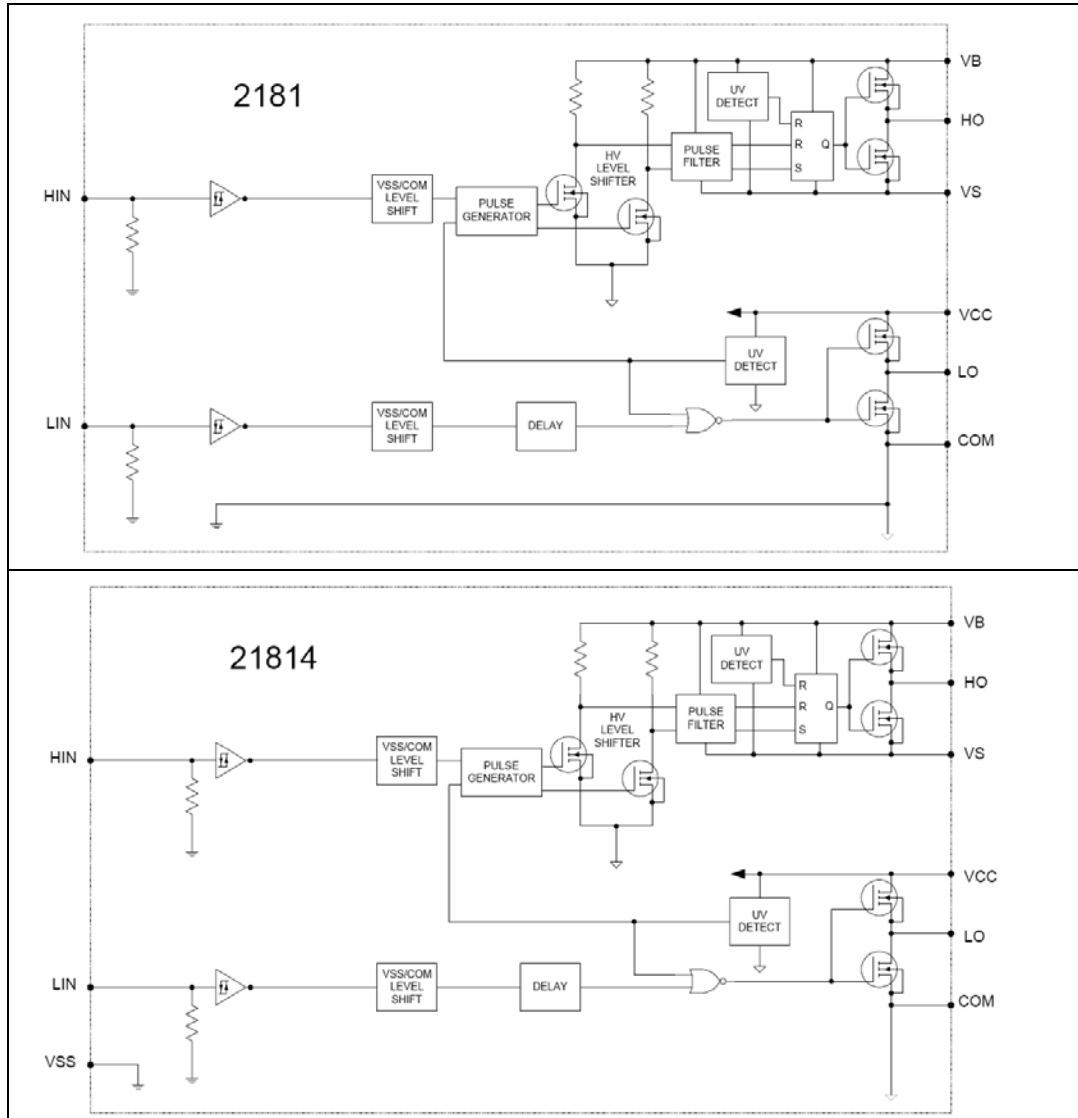 2181
VB
UV
DETECT
HO
R
R
Q
S
PULSE
FILTER
HV
LEVEL
SHIFTER
VS
HIN
VSS/COM
LEVEL
SHIFT
PULSE
GENERATOR
VCC
UV
DETECT
LO
LIN
VSS/COM
LEVEL
SHIFT
DELAY
COM
21814
VB
UV
DETECT
HO
R
R
Q
S
PULSE
FILTER
HV
LEVEL
SHIFTER
VS
HIN
VSS/COM
LEVEL
SHIFT
PULSE
GENERATOR
VCC
UV
DETECT
LO
LIN
VSS/COM
LEVEL
SHIFT
DELAY
COM
VSS